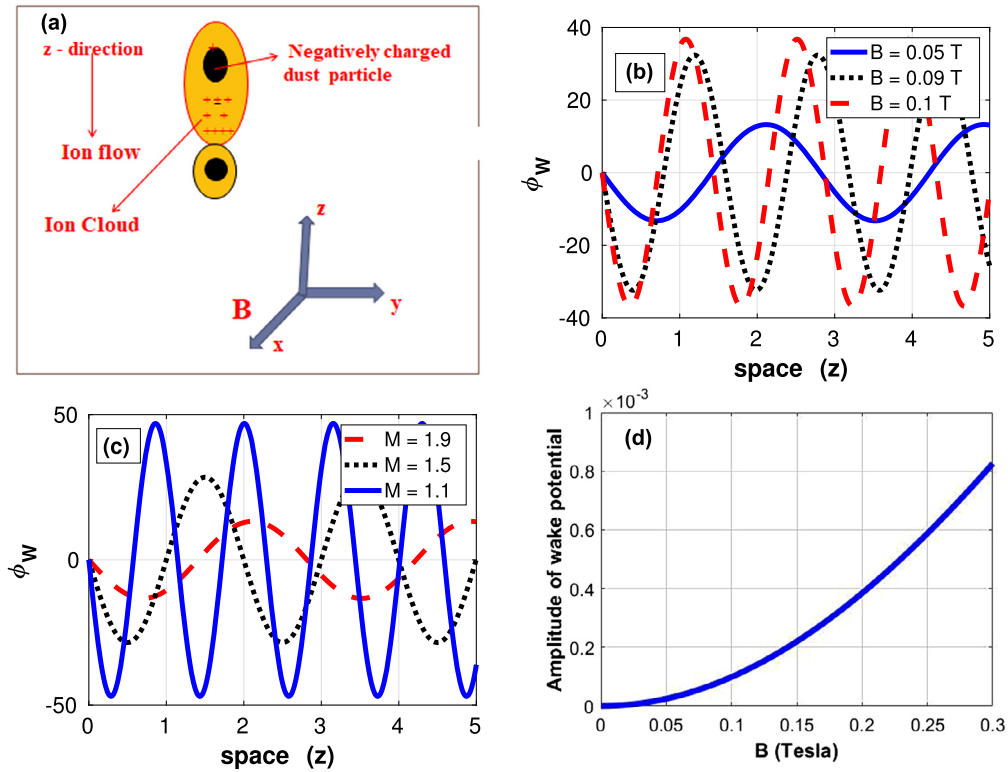 (a)
z - direction
Negatively charged
dust particle
Ion flow
Ion Cloud
z
B
y
x
(b)
B = 0.05 T
B = 0.09 T
B = 0.1 T
40
20
0
-20
-40
ϕW
0 1 2 3 4 5
space (z)
(c)
M = 1.9
M = 1.5
M = 1.1
50
0
-50
ϕW
0 1 2 3 4 5
space (z)
×10⁻³
(d)
1
0.8
0.6
0.4
0.2
0
Amplitude of wake potential
0 0.05 0.1 0.15 0.2 0.25 0.3
B (Tesla)